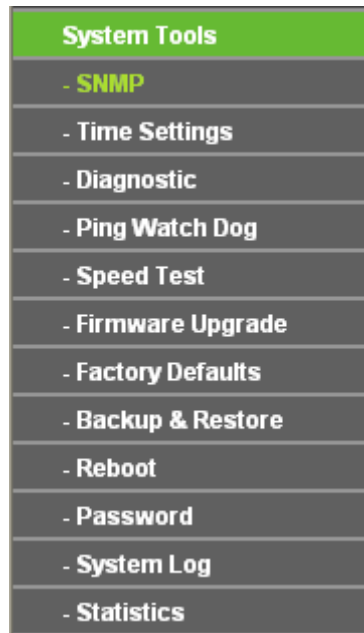 System Tools
- SNMP
- Time Settings
- Diagnostic
- Ping Watch Dog
- Speed Test
- Firmware Upgrade
- Factory Defaults
- Backup & Restore
- Reboot
- Password
- System Log
- Statistics